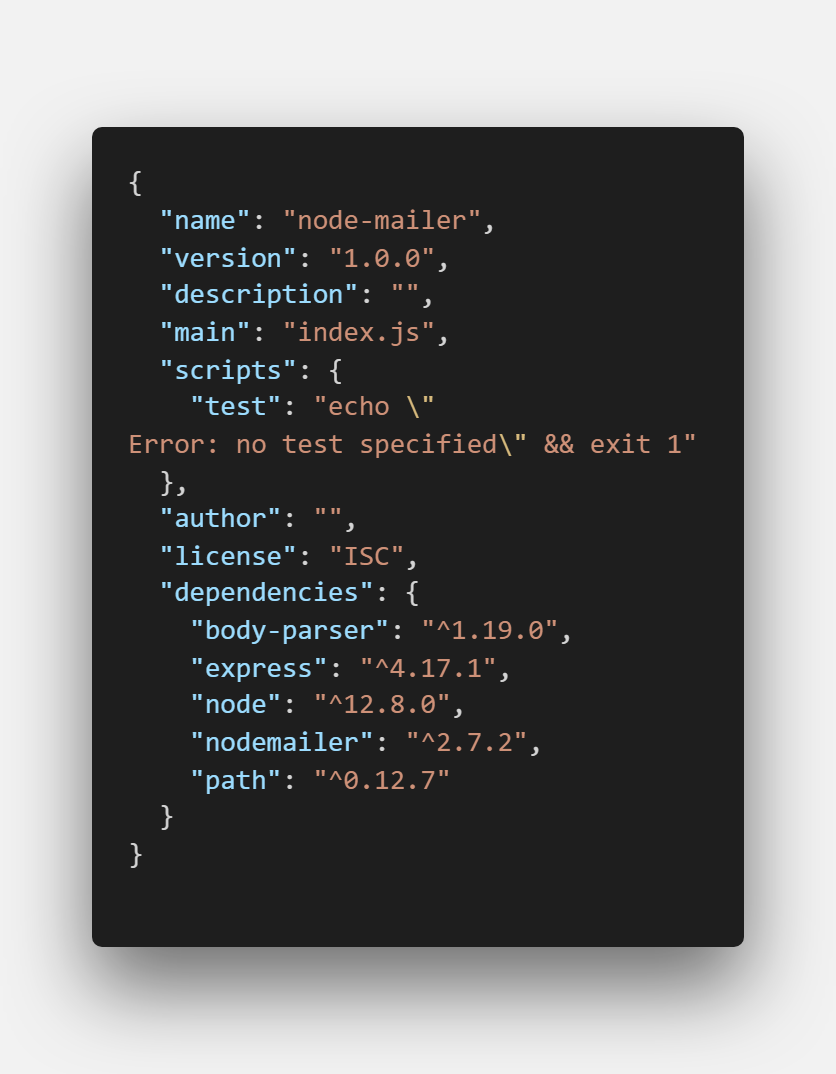 {
  "name": "node-mailer",
  "version": "1.0.0",
  "description": "",
  "main": "index.js",
  "scripts": {
    "test": "echo \"
Error: no test specified\" && exit 1"
  },
  "author": "",
  "license": "ISC",
  "dependencies": {
    "body-parser": "^1.19.0",
    "express": "^4.17.1",
    "node": "^12.8.0",
    "nodemailer": "^2.7.2",
    "path": "^0.12.7"
  }
}